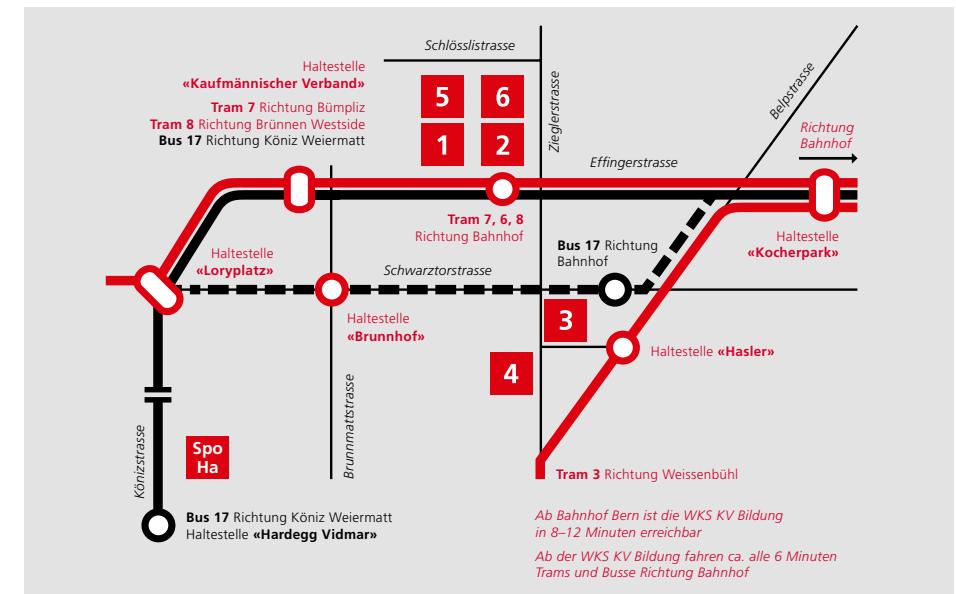 Schlösslistrasse
Haltestelle
«Kaufmännischer Verband»
Tram 7 Richtung Bümpliz
Tram 8 Richtung Brünnen Westside
Bus 17 Richtung Köniz Weiermatt
5
6
1
2
Zieglerstrasse
Belpstrasse
Richtung
Bahnhof
Effingerstrasse
Tram 7, 6, 8
Richtung Bahnhof
Bus 17 Richtung
Bahnhof
Haltestelle
«Kocherpark»
Haltestelle
«Loryplatz»
Schwarztorstrasse
Haltestelle
«Brunnhof»
3
4
Haltestelle «Hasler»
Brunnmattstrasse
Könizstrasse
Spo
Ha
Tram 3 Richtung Weissenbühl
Bus 17 Richtung Köniz Weiermatt
Haltestelle «Hardegg Vidmar»
Ab Bahnhof Bern ist die WKS KV Bildung
in 8–12 Minuten erreichbar
Ab der WKS KV Bildung fahren ca. alle 6 Minuten
Trams und Busse Richtung Bahnhof